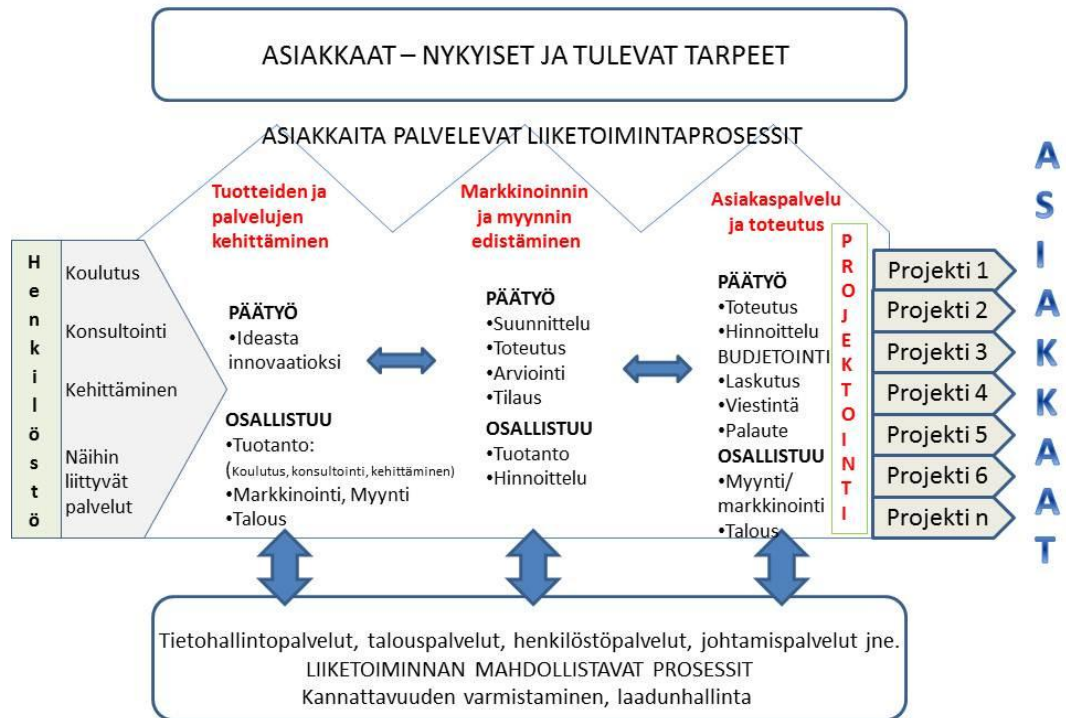 ASIAKKAAT – NYKYISET JA TULEVAT TARPEET
ASIAKKAITA PALVELEVAT LIIKETOIMINTAPROSESSIT
Henkilöstö
Koulutus
Konsultointi
Kehittäminen
Näihin
liittyvät
palvelut
Tuotteiden ja
palvelujen
kehittäminen
PÄÄTYÖ
•Ideasta
innovaatioksi
OSALLISTUU
•Tuotanto:
(Koulutus, konsultointi, kehittäminen)
•Markkinointi, Myynti
•Talous
Markkinoinnin
ja myynnin
edistäminen
PÄÄTYÖ
•Suunnittelu
•Toteutus
•Arviointi
•Tilaus
OSALLISTUU
•Tuotanto
•Hinnoittelu
Asiakaspalvelu
ja toteutus
PÄÄTYÖ
•Toteutus
•Hinnoittelu
BUDJETOINTI
•Laskutus
•Viestintä
•Palaute
OSALLISTUU
•Myynti/
markkinointi
•Talous
PROJEKTOINTI
Projekti 1
Projekti 2
Projekti 3
Projekti 4
Projekti 5
Projekti 6
Projekti n
ASIAKKAAT
Tietohallintopalvelut, talouspalvelut, henkilöstöpalvelut, johtamispalvelut jne.
LIIKETOIMINNAN MAHDOLLISTAVAT PROSESSIT
Kannattavuuden varmistaminen, laadunhallinta